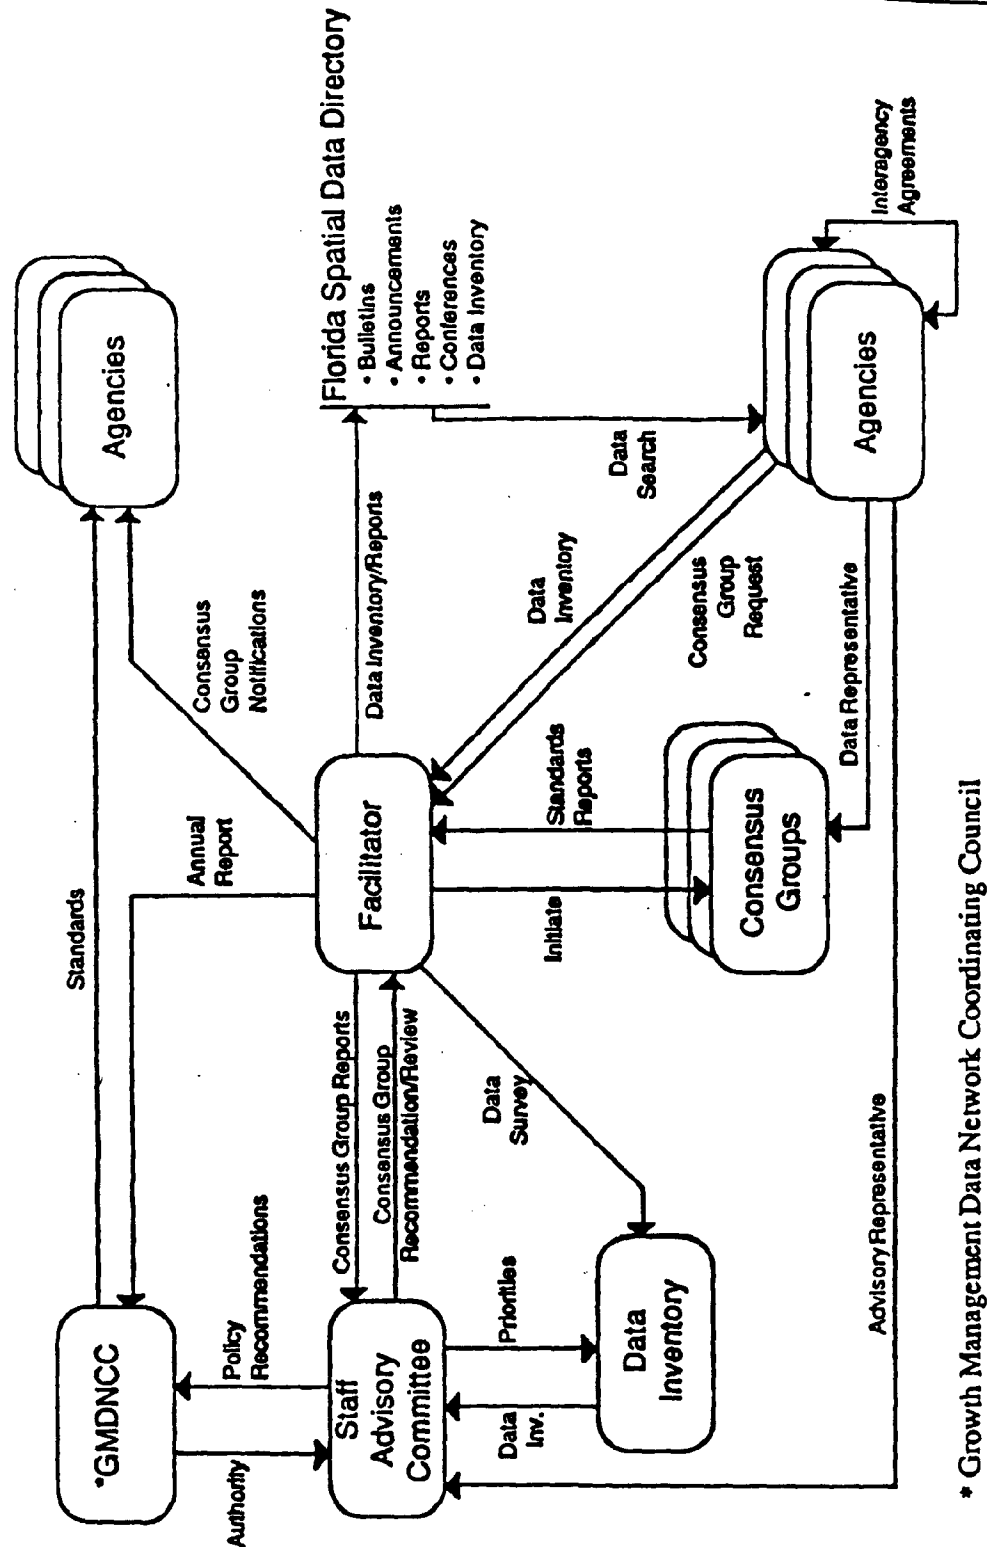 *GMDNCC
Standards
Agencies
Annual
Report
Consensus
Group
Notifications
Authority
Policy
Recommendations
Staff
Advisory
Committee
Consensus Group Reports
Consensus Group
Recommendation/Review
Facilitator
Data Inventory/Reports
Florida Spatial Data Directory
• Bulletins
• Announcements
• Reports
• Conferences
• Data Inventory
Data
Inv.
Priorities
Data
Survey
Initiate
Standards
Reports
Data
Inventory
Data
Search
Consensus
Group
Request
Data
Inventory
Consensus
Groups
Data Representative
Agencies
Interagency
Agreements
Advisory Representative
* Growth Management Data Network Coordinating Council